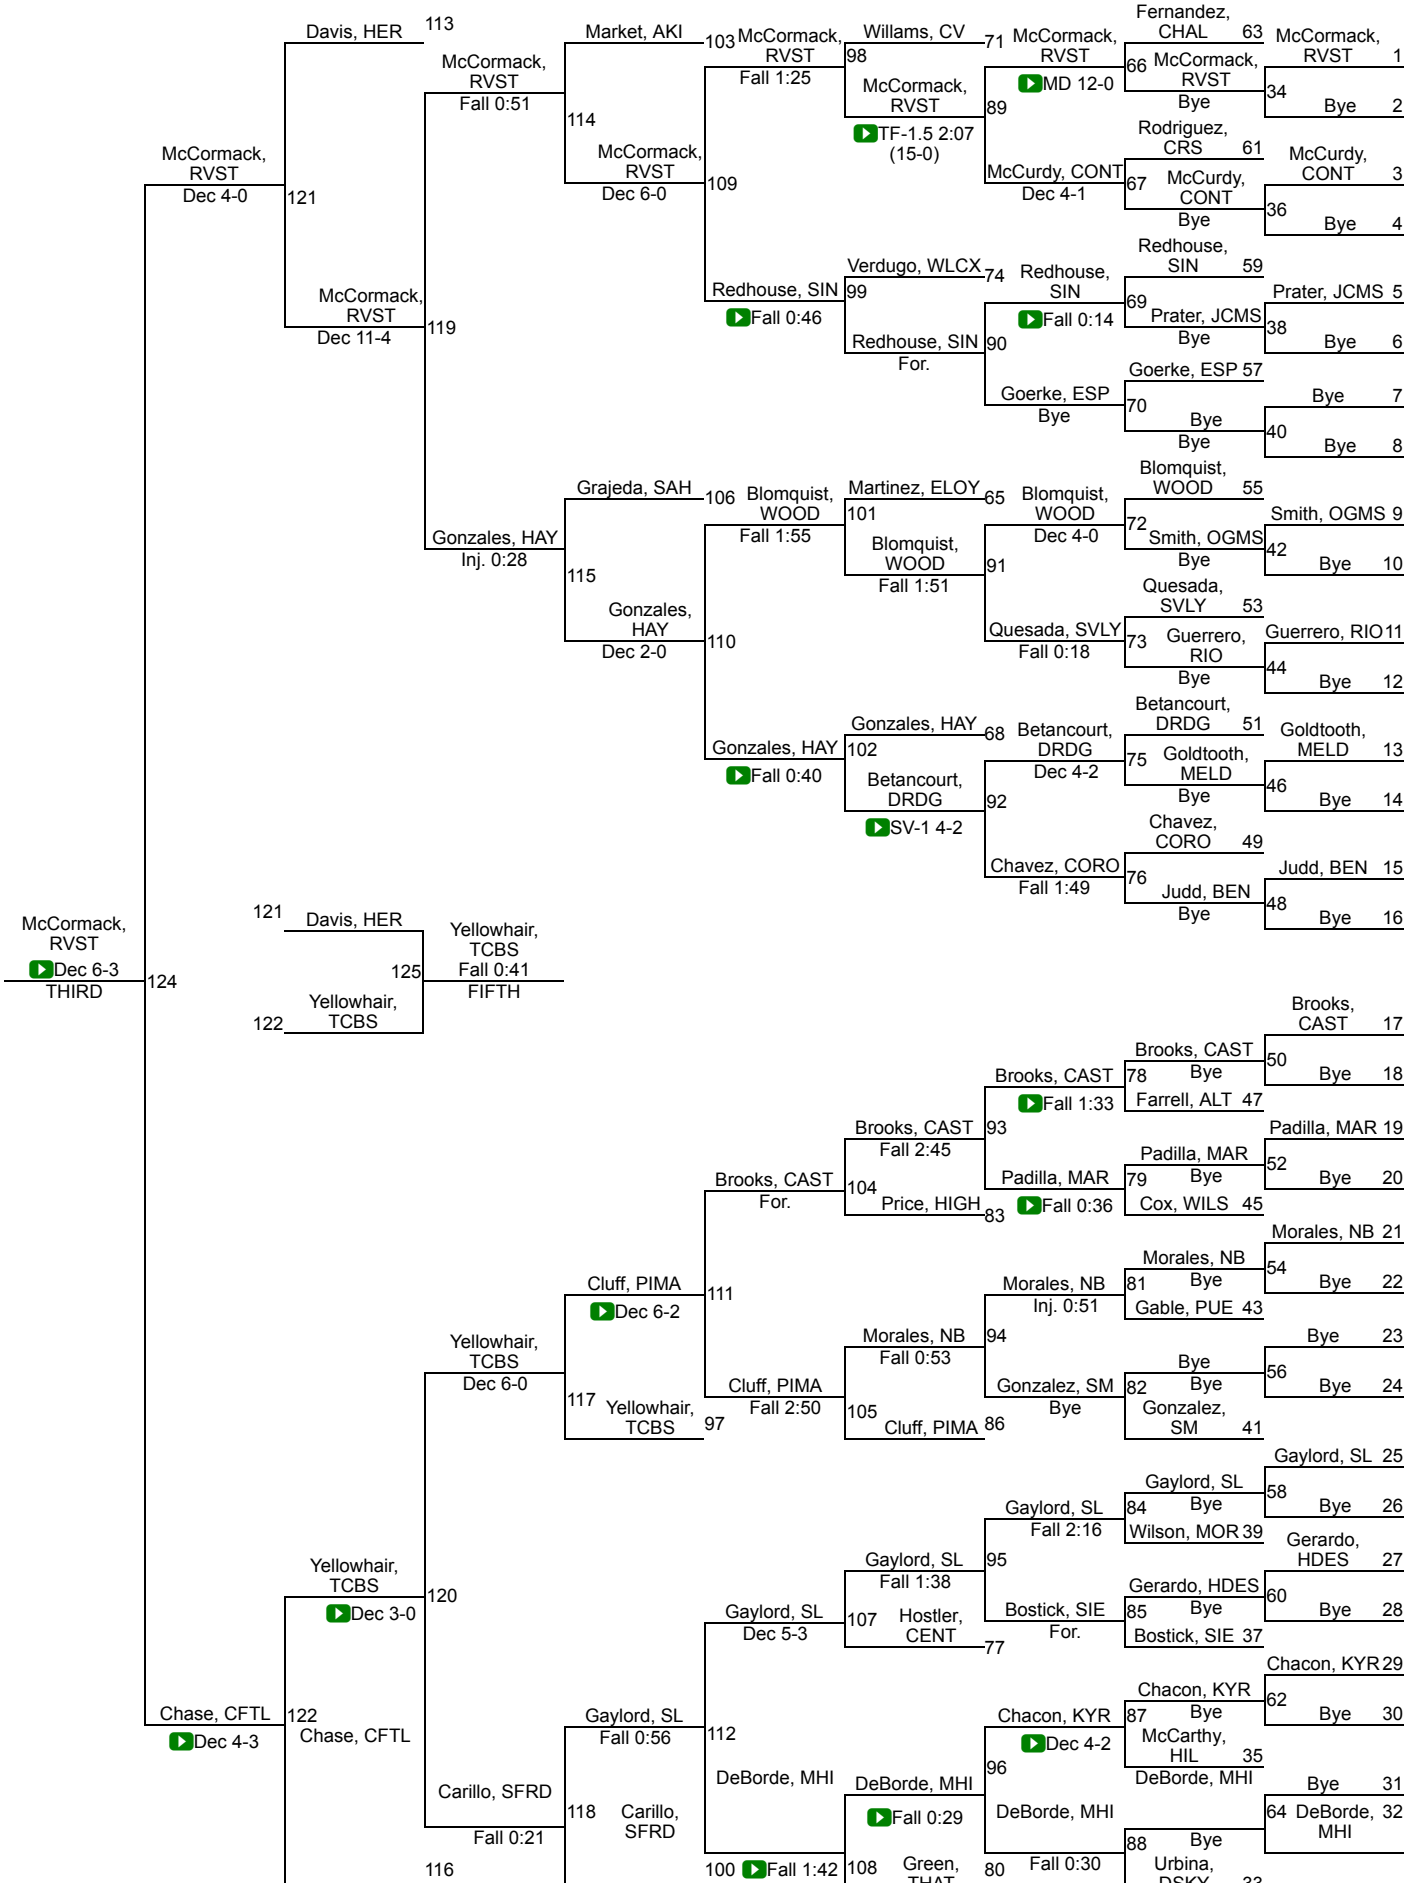 Davis, HER 113
McCormack,
RVST
Fall 0:51
Market, AKI 103
McCormack,
RVST
Fall 1:25
Willams, CV 71
98
McCormack,
RVST
TF-1.5 2:07
(15-0)
McCormack,
RVST
MD 12-0
89
McCurdy, CONT
Dec 4-1
Fernandez,
CHAL 63
66 McCormack,
RVST
Bye
Rodriguez,
CRS 61
67 McCurdy,
CONT
Bye
McCormack,
RVST 1
34 Bye 2
McCurdy,
CONT 3
36
Bye 4
114
McCormack,
RVST
Dec 6-0
109
McCormack,
RVST
Dec 4-0
121
McCormack,
RVST
Dec 11-4
119
Redhouse, SIN
Fall 0:46
Verdugo, WLCX 74
99
Redhouse, SIN
For.
Redhouse,
SIN
Fall 0:14
90
Goerke, ESP
Bye
Redhouse,
SIN 59
69
Prater, JCMS
Bye
Goerke, ESP 57
70
Bye
Bye
Prater, JCMS 5
38
Bye 6
Bye 7
40
Bye 8
Gonzales, HAY
Inj. 0:28
Grajeda, SAH 106
115
Gonzales,
HAY
Dec 2-0
Blomquist,
WOOD
Fall 1:55
110
Gonzales, HAY
Fall 0:40
Martinez, ELOY 65
101
Blomquist,
WOOD
Fall 1:51
Blomquist,
WOOD
Dec 4-0
91
Quesada, SVLY
Fall 0:18
Blomquist,
WOOD 55
72
Smith, OGMS
Bye
Quesada,
SVLY 53
73 Guerrero,
RIO
Bye
Smith, OGMS 9
42
Bye 10
Guerrero, RIO 11
44
Bye 12
Gonzales, HAY 68
102
Betancourt,
DRDG
SV-1 4-2
Betancourt,
DRDG
Dec 4-2
92
Chavez, CORO
Fall 1:49
Betancourt,
DRDG 51
75 Goldtooth,
MELD
Bye
Chavez,
CORO 49
76
Judd, BEN
Bye
Goldtooth,
MELD 13
46
Bye 14
Judd, BEN 15
48
Bye 16
McCormack,
RVST
Dec 6-3
THIRD
124
121 Davis, HER
125
122
Yellowhair,
TCBS
Yellowhair,
TCBS
Fall 0:41
FIFTH
Brooks,
CAST 17
50
Bye 18
Brooks, CAST
78 Bye
Farrell, ALT 47
Brooks, CAST
Fall 1:33
93
Padilla, MAR
Fall 0:36
Padilla, MAR 19
52
Bye 20
Padilla, MAR
79 Bye
Cox, WILS 45
Brooks, CAST
Fall 2:45
104
Price, HIGH 83
Brooks, CAST
For.
111
Cluff, PIMA
Fall 2:50
Morales, NB 21
54
Bye 22
Morales, NB
81 Bye
Gable, PUE 43
Morales, NB
Inj. 0:51
94
Gonzalez, SM
Bye
Bye 23
56
Bye 24
Bye
82 Bye
Gonzalez,
SM 41
Morales, NB
Fall 0:53
105
Cluff, PIMA 86
Cluff, PIMA
Dec 6-2
117 Yellowhair,
TCBS 97
Yellowhair,
TCBS
Dec 6-0
Gaylord, SL 25
58
Bye 26
Gaylord, SL
84 Bye
Wilson, MOR 39
Gaylord, SL
Fall 2:16
95
Bostick, SIE
For.
Gerardo,
HDES 27
60
Bye 28
Gerardo, HDES
85 Bye
Bostick, SIE 37
Gaylord, SL
Fall 1:38
107 Hostler,
CENT 77
Gaylord, SL
Dec 5-3
112
DeBorde, MHI
100 Fall 1:42
Yellowhair,
TCBS
Dec 3-0
120
Carillo, SFRD
Fall 0:21
Chase, CFTL
Dec 4-3
122
Chase, CFTL
116
Gaylord, SL
Fall 0:56
118 Carillo,
SFRD
Chacon, KYR 29
62
Bye 30
Chacon, KYR
87 Bye
McCarthy,
HIL 35
Chacon, KYR
Dec 4-2
96
DeBorde, MHI
Fall 0:30
DeBorde, MHI
Fall 0:29
108 Green,
THAT 80
DeBorde, MHI
88 Bye
Urbina,
DSKY 33
Bye 31
64 DeBorde,
MHI 32